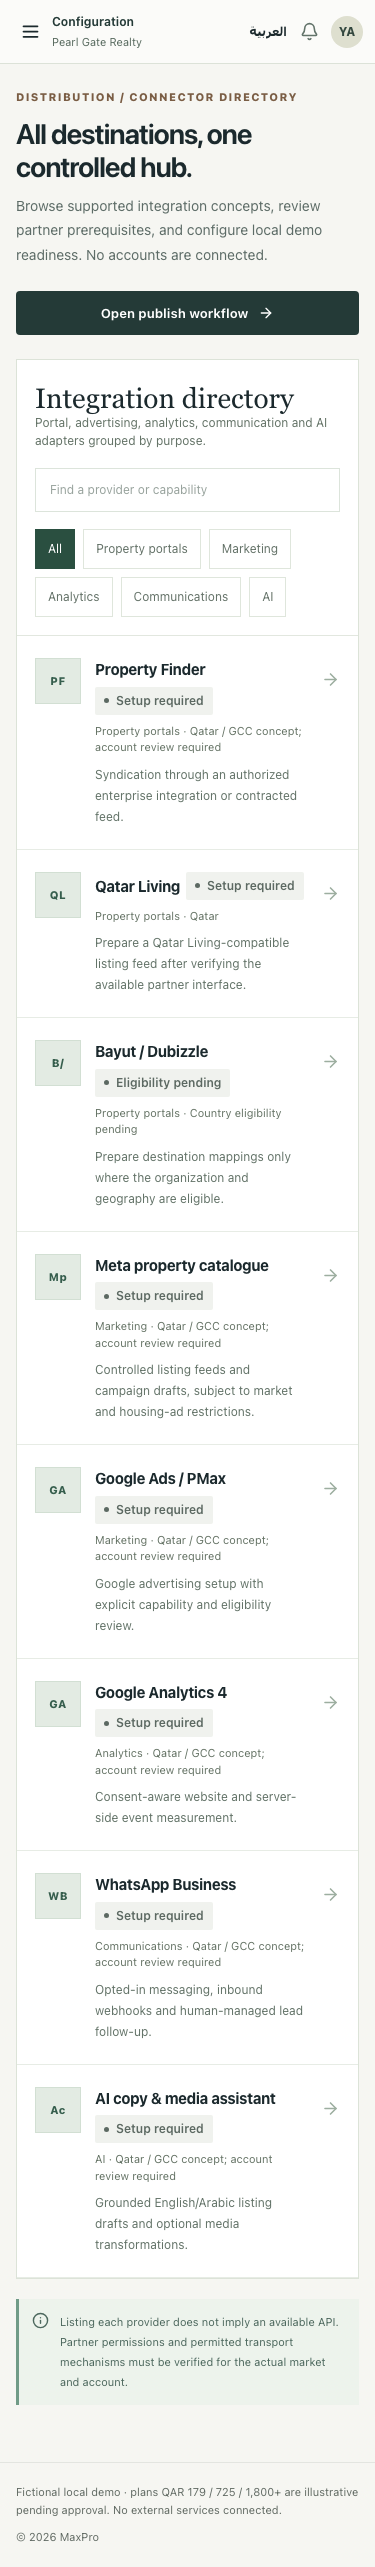 Configuration
Pearl Gate Realty
العربية
YA
DISTRIBUTION / CONNECTOR DIRECTORY
All destinations, one
controlled hub.
Browse supported integration concepts, review
partner prerequisites, and configure local demo
readiness. No accounts are connected.
Open publish workflow
Integration directory
Portal, advertising, analytics, communication and AI
adapters grouped by purpose.
Find a provider or capability
All
Property portals
Marketing
Analytics
Communications
AI
PF
Property Finder
Setup required
Property portals · Qatar / GCC concept;
account review required
Syndication through an authorized
enterprise integration or contracted
feed.
QL
Qatar Living
Setup required
Property portals · Qatar
Prepare a Qatar Living-compatible
listing feed after verifying the
available partner interface.
B/
Bayut / Dubizzle
Eligibility pending
Property portals · Country eligibility
pending
Prepare destination mappings only
where the organization and
geography are eligible.
Mp
Meta property catalogue
Setup required
Marketing · Qatar / GCC concept;
account review required
Controlled listing feeds and
campaign drafts, subject to market
and housing-ad restrictions.
GA
Google Ads / PMax
Setup required
Marketing · Qatar / GCC concept;
account review required
Google advertising setup with
explicit capability and eligibility
review.
GA
Google Analytics 4
Setup required
Analytics · Qatar / GCC concept;
account review required
Consent-aware website and server-
side event measurement.
WB
WhatsApp Business
Setup required
Communications · Qatar / GCC concept;
account review required
Opted-in messaging, inbound
webhooks and human-managed lead
follow-up.
Ac
AI copy & media assistant
Setup required
AI · Qatar / GCC concept; account
review required
Grounded English/Arabic listing
drafts and optional media
transformations.
Listing each provider does not imply an available API.
Partner permissions and permitted transport
mechanisms must be verified for the actual market
and account.
Fictional local demo · plans QAR 179 / 725 / 1,800+ are illustrative
pending approval. No external services connected.
© 2026 MaxPro